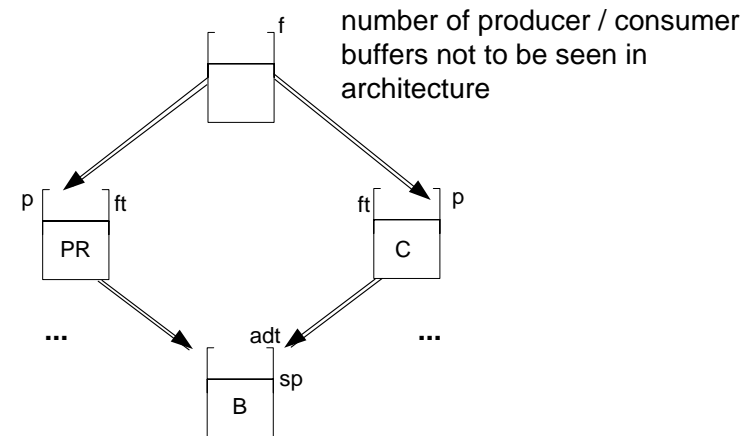 f
number of producer / consumer
buffers not to be seen in
architecture
p ft ft p
PR C
... adt ...
sp
B